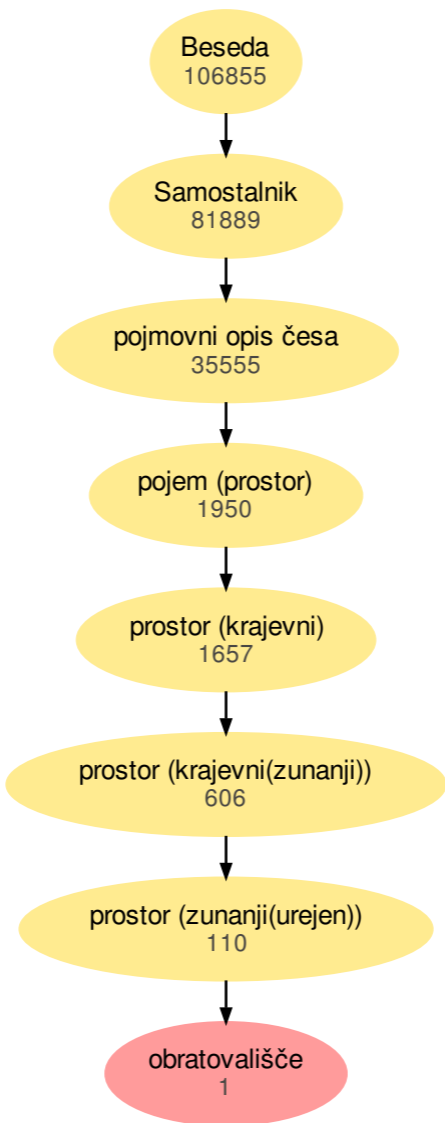 Beseda
106855
Samostalnik
81889
pojmovni opis česa
35555
pojem (prostor)
1950
prostor (krajevni)
1657
prostor (krajevni(zunanji))
606
prostor (zunanji(urejen))
110
obratovališče
1